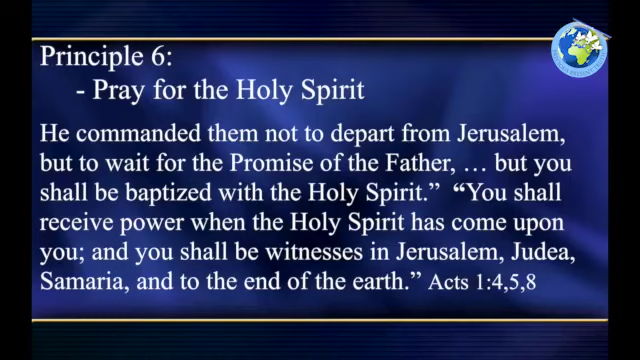 Principle 6:
- Pray for the Holy Spirit
He commanded them not to depart from Jerusalem,
but to wait for the Promise of the Father, … but you
shall be baptized with the Holy Spirit.” “You shall
receive power when the Holy Spirit has come upon
you; and you shall be witnesses in Jerusalem, Judea,
Samaria, and to the end of the earth.” Acts 1:4,5,8